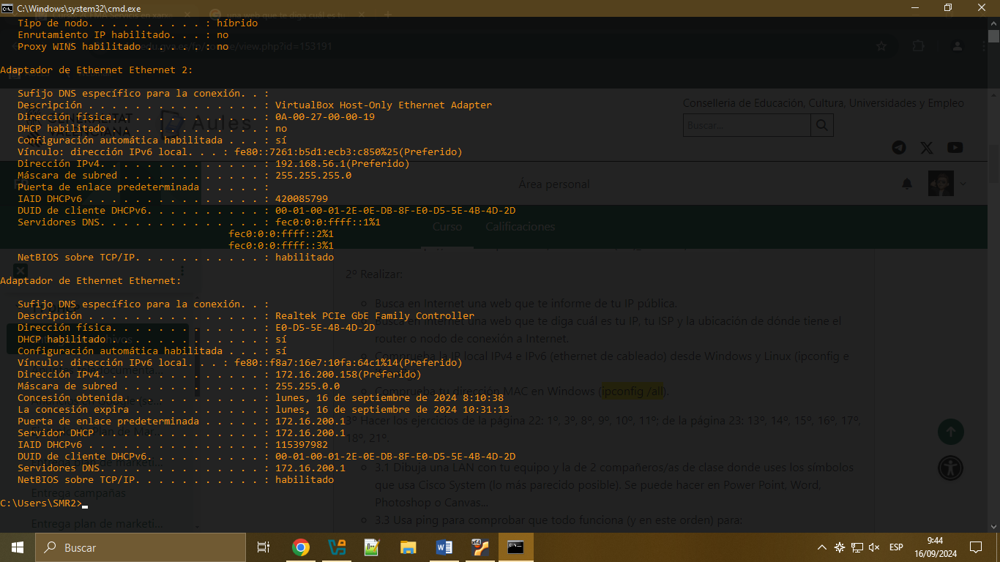 C:\Windows\system32\cmd.exe
Tipo de nodo. . . . . . . . . . : híbrido
Enrutamiento IP habilitado. . . : no
Proxy WINS habilitado . . . . . : no
edu.gva.es/fp/course/view.php?id=153191
Adaptador de Ethernet Ethernet 2:
Sufijo DNS específico para la conexión. . :
Descripción . . . . . . . . . . . . . . . : VirtualBox Host-Only Ethernet Adapter
Dirección física. . . . . . . . . . . . . : 0A-00-27-00-00-19
DHCP habilitado . . . . . . . . . . . . . : no
Configuración automática habilitada . . . : sí
Vínculo: dirección IPv6 local. . . : fe80::7261:b5d1:ecb3:c850%25(Preferido)
Dirección IPv4. . . . . . . . . . . . . . : 192.168.56.1(Preferido)
Máscara de subred . . . . . . . . . . . . : 255.255.255.0
Puerta de enlace predeterminada . . . . . :
IAID DHCPv6 . . . . . . . . . . . . . . . : 420085799
DUID de cliente DHCPv6. . . . . . . . . . : 00-01-00-01-2E-0E-DB-8F-E0-D5-5E-4B-4D-2D
Servidores DNS. . . . . . . . . . . . . . : fec0:0:0:ffff::1%1
fec0:0:0:ffff::2%1
fec0:0:0:ffff::3%1
NetBIOS sobre TCP/IP. . . . . . . . . . . : habilitado
Adaptador de Ethernet Ethernet:
Sufijo DNS específico para la conexión. . :
Descripción . . . . . . . . . . . . . . . : Realtek PCIe GbE Family Controller
Dirección física. . . . . . . . . . . . . : E0-D5-5E-4B-4D-2D
DHCP habilitado . . . . . . . . . . . . . : sí
Configuración automática habilitada . . . : sí
Vínculo: dirección IPv6 local. . . : fe80::f8a7:16e7:10fa:64c1%14(Preferido)
Dirección IPv4. . . . . . . . . . . . . . : 172.16.200.158(Preferido)
Máscara de subred . . . . . . . . . . . . : 255.255.0.0
Concesión obtenida. . . . . . . . . . . . : lunes, 16 de septiembre de 2024 8:10:38
La concesión expira . . . . . . . . . . . : lunes, 16 de septiembre de 2024 10:31:13
Puerta de enlace predeterminada . . . . . : 172.16.200.1
Servidor DHCP . . . . . . . . . . . . . . : 172.16.200.1
IAID DHCPv6 . . . . . . . . . . . . . . . : 115397982
DUID de cliente DHCPv6. . . . . . . . . . : 00-01-00-01-2E-0E-DB-8F-E0-D5-5E-4B-4D-2D
Servidores DNS. . . . . . . . . . . . . . : 172.16.200.1
NetBIOS sobre TCP/IP. . . . . . . . . . . : habilitado
C:\Users\SMR2>
Conselleria de Educación, Cultura, Universidades y Empleo
VALENCIANA
Aules
Buscar...
Área personal
Curso
Calificaciones
2º Realizar:
Busca en Internet una web que te informe de tu IP pública.
Busca en Internet una web que te diga cuál es tu IP, tu ISP y la ubicación de dónde tiene el
router o nodo de conexión a Internet.
Comprueba la IP local IPv4 e IPv6 (ethernet de cableado) desde Windows y Linux (ipconfig e
Comprueba tu dirección MAC en Windows (ipconfig /all).
3º Hacer los ejercicios de la página 22: 1º, 3º, 8º, 9º, 10º, 11º; de la página 23: 13º, 14º, 15º, 16º, 17º,
18º, 21º.
3.1 Dibuja una LAN con tu equipo y la de 2 compañeros/as de clase donde uses los símbolos
que usa Cisco System (lo más parecido posible). Se puede hacer en Power Point, Word,
Photoshop o Canvas...
3.3 Usa ping para comprobar que todo funciona (y en este orden) para:
Entrega campañas
Entrega plan de marketi...
Buscar
ESP
9:44
16/09/2024